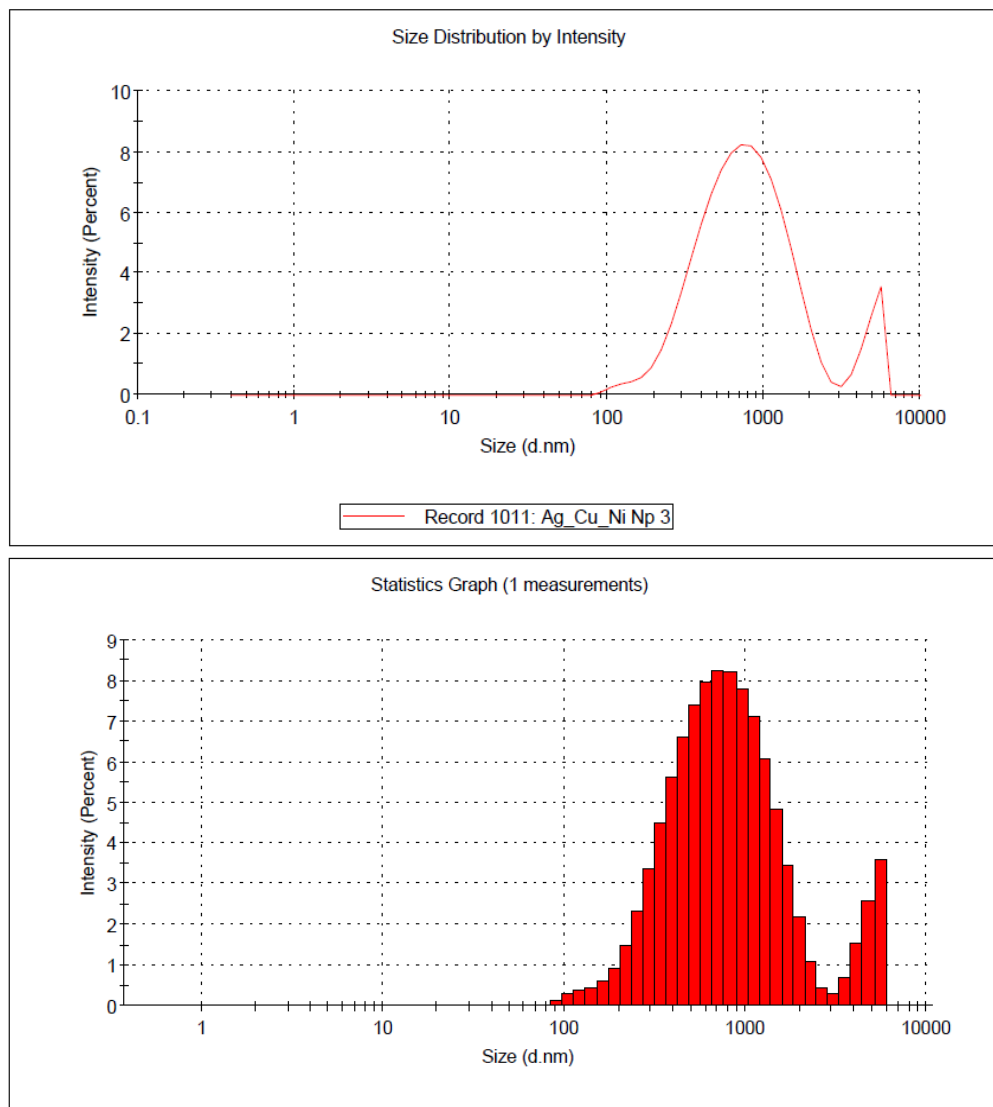 Size Distribution by Intensity
10
8
6
4
2
0
Intensity (Percent)
0.1 1 10 100 1000 10000
Size (d.nm)
Record 1011: Ag_Cu_Ni Np 3
Statistics Graph (1 measurements)
9
8
7
6
5
4
3
2
1
0
Intensity (Percent)
1 10 100 1000 10000
Size (d.nm)